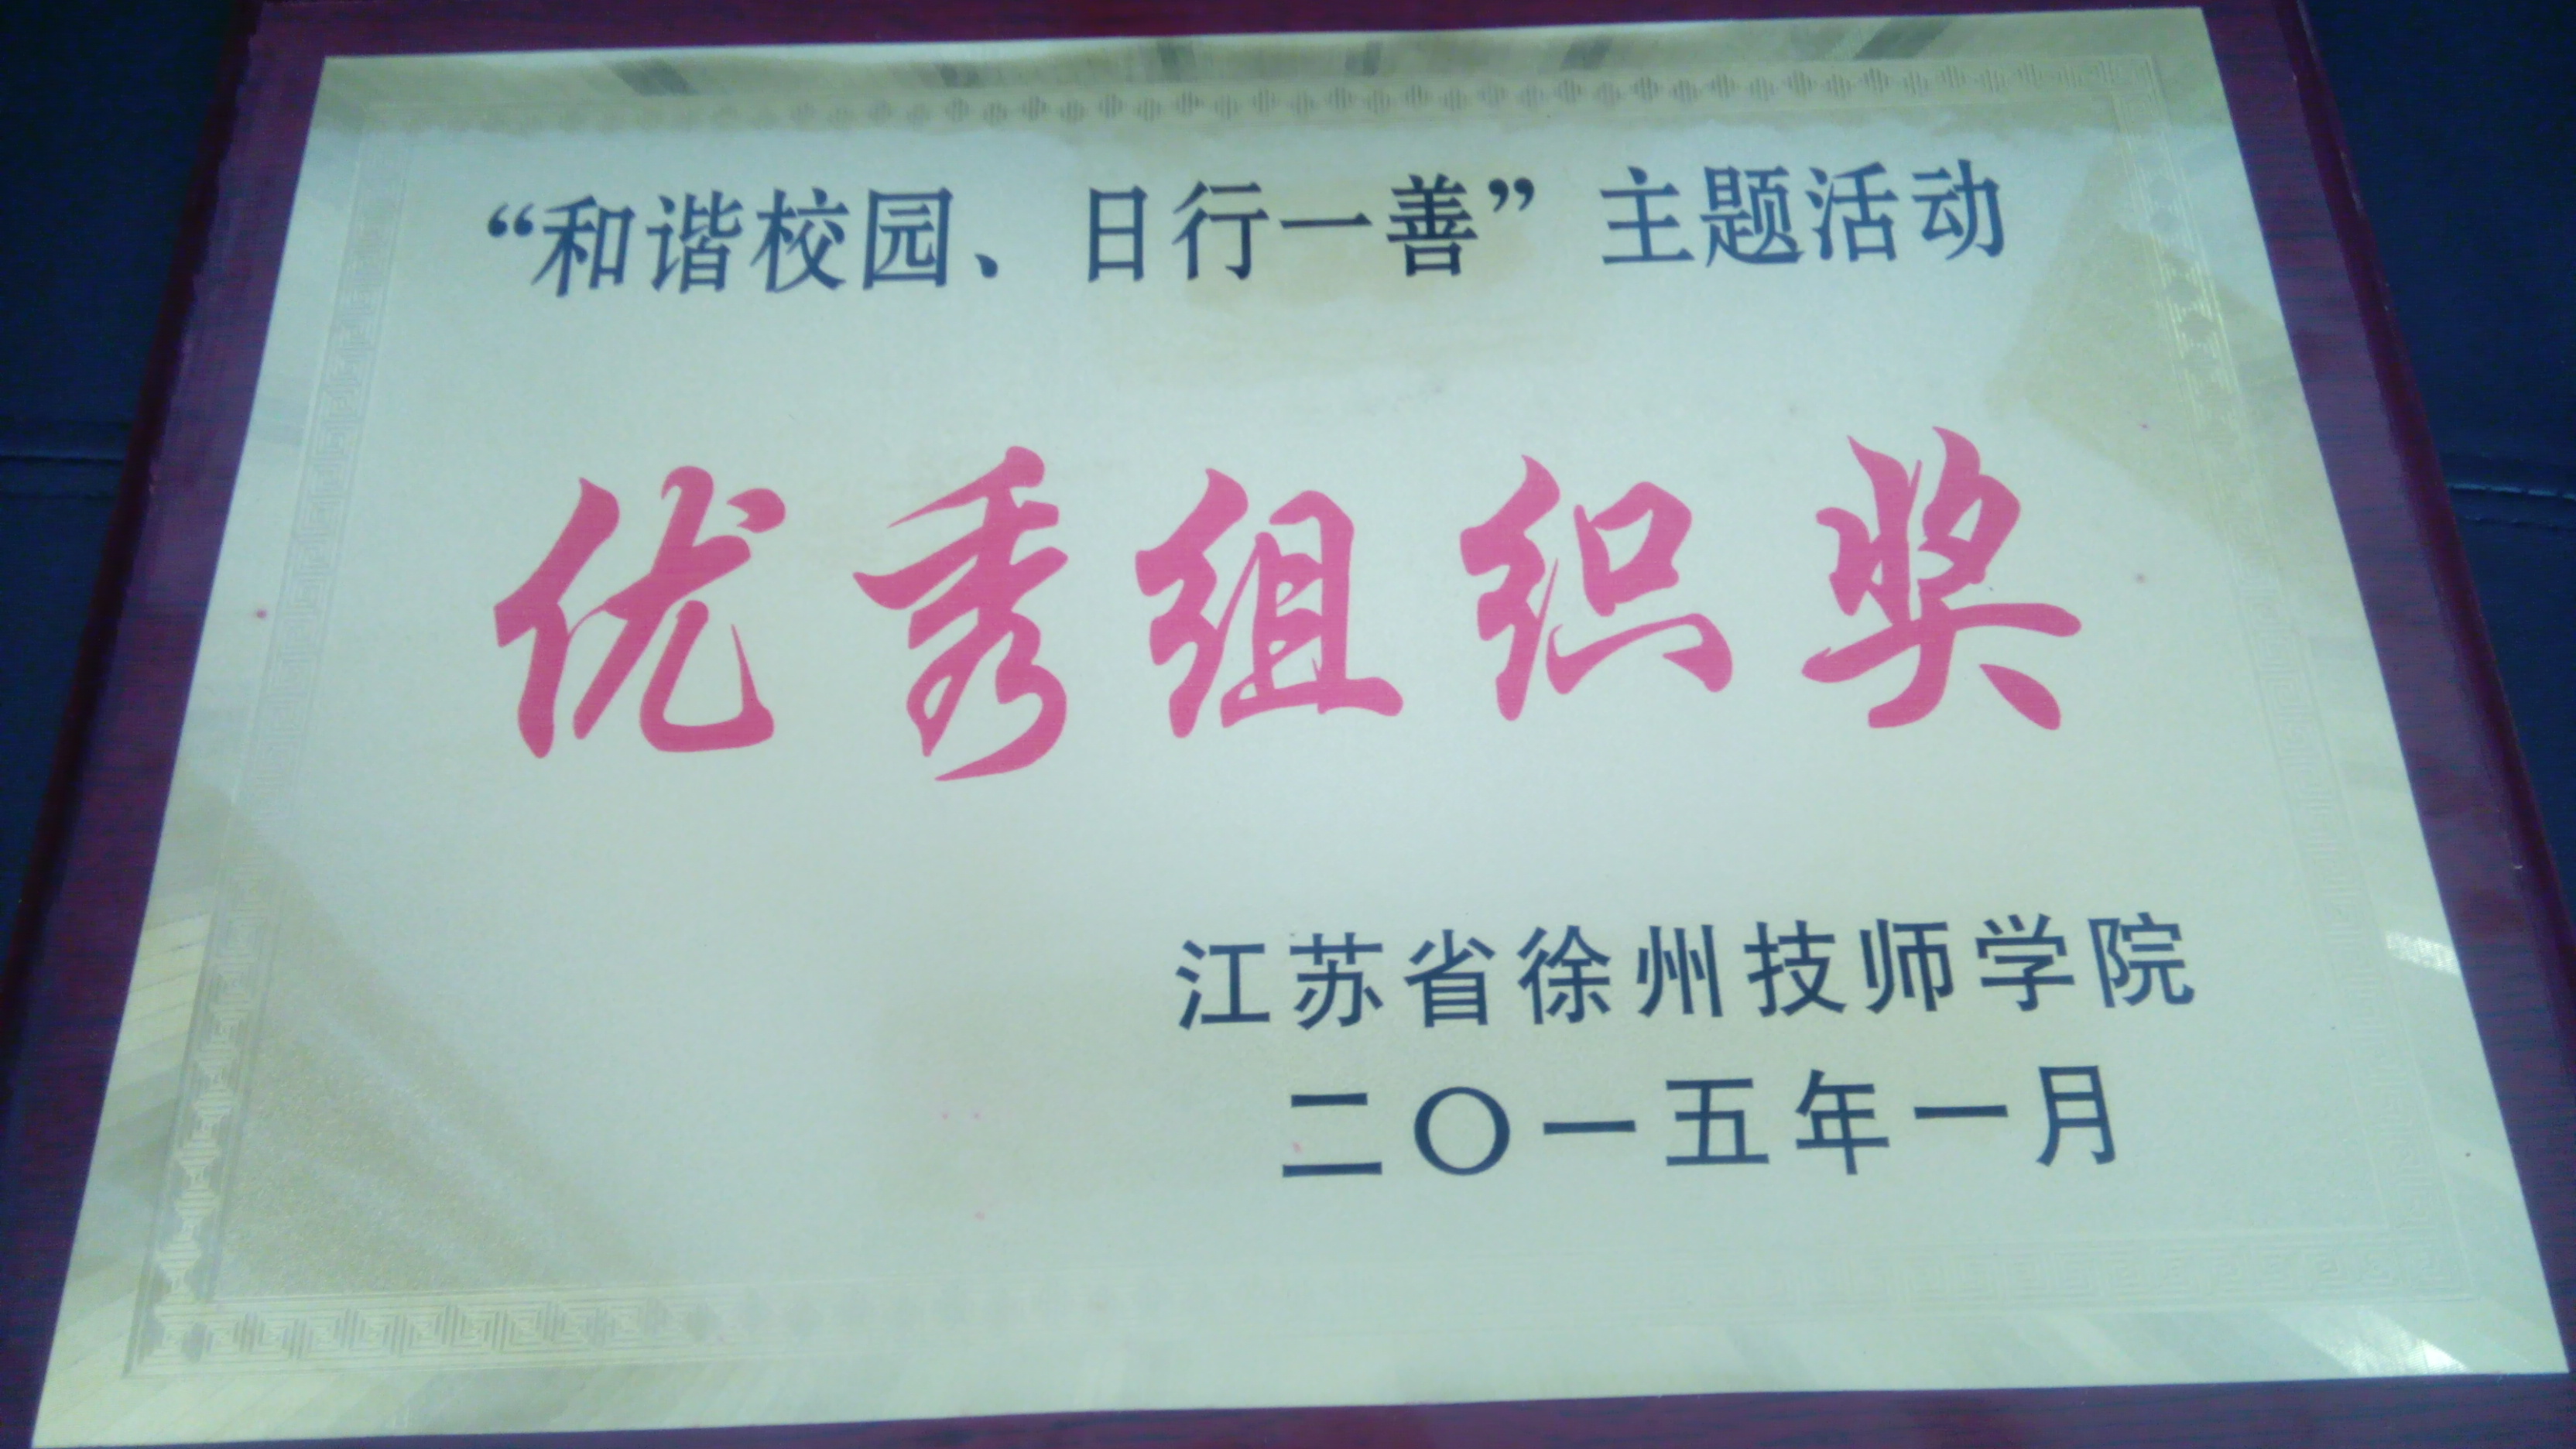 “和谐校园、日行一善”主题活动
优秀组织奖
江苏省徐州技师学院
二〇一五年一月